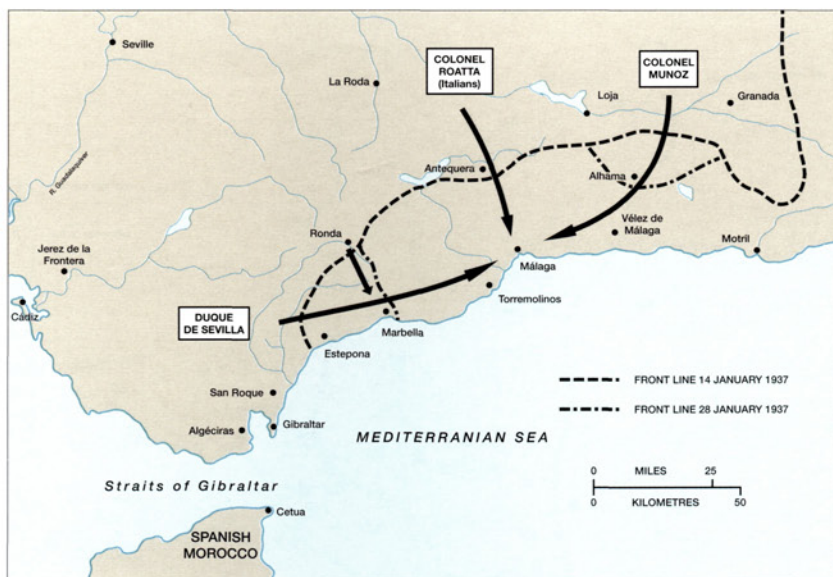 Seville
COLONEL
ROATTA
(Italians)
COLONEL
MUNOZ
La Roda
Loja
Granada
R. Guadalequiver
Antequera
Alhama
Ronda
Vélez de
Málaga
Jerez de la
Frontera
Motril
Málaga
Torremolinos
Cádiz
DUQUE
DE SEVILLA
Marbella
Estepona
FRONT LINE 14 JANUARY 1937
San Roque
FRONT LINE 28 JANUARY 1937
Algéciras
Gibraltar
MEDITERRANIAN SEA
0 MILES 25
0 KILOMETRES 50
Straits of Gibraltar
Cetua
SPANISH
MOROCCO